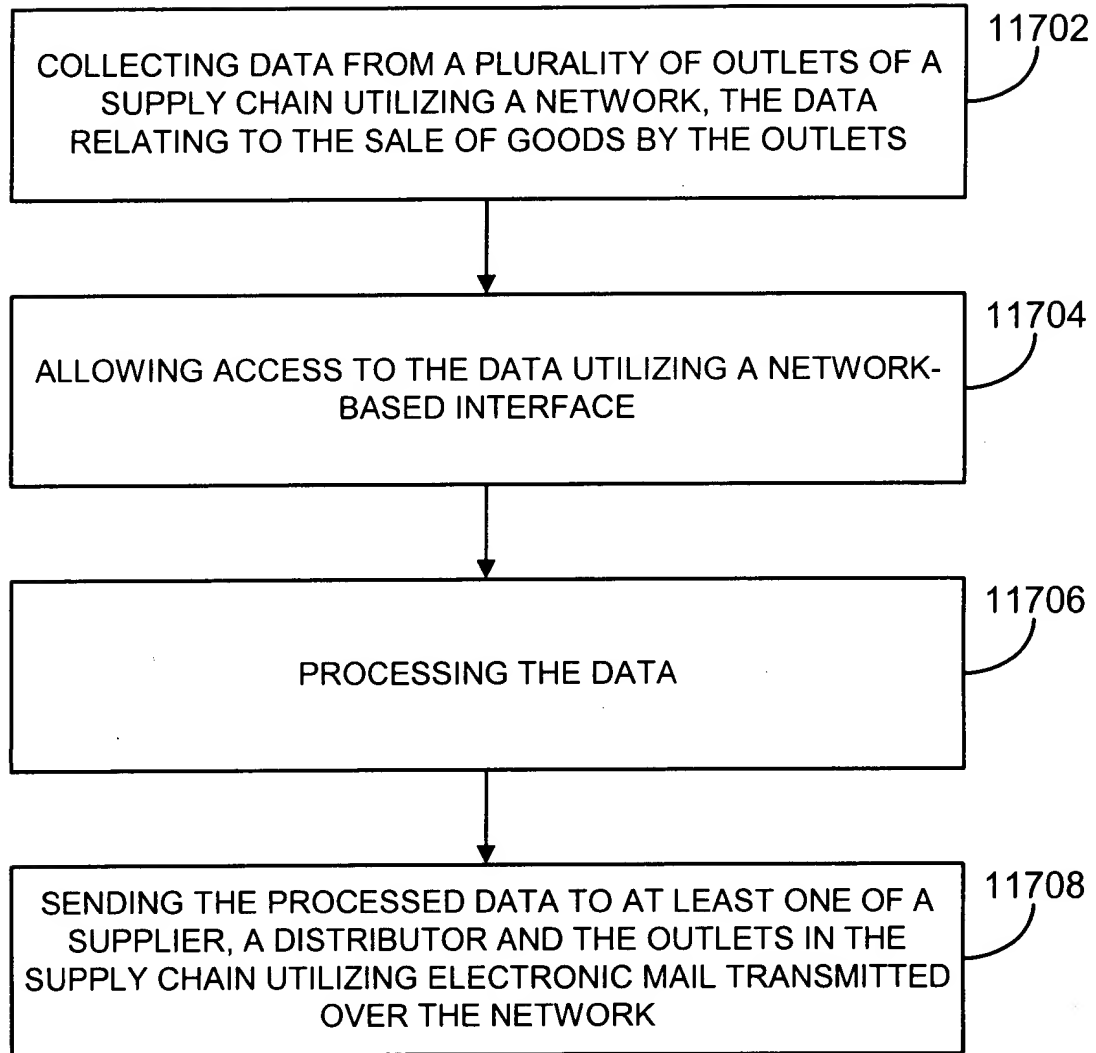 11702
COLLECTING DATA FROM A PLURALITY OF OUTLETS OF A
SUPPLY CHAIN UTILIZING A NETWORK, THE DATA
RELATING TO THE SALE OF GOODS BY THE OUTLETS
11704
ALLOWING ACCESS TO THE DATA UTILIZING A NETWORK-
BASED INTERFACE
11706
PROCESSING THE DATA
11708
SENDING THE PROCESSED DATA TO AT LEAST ONE OF A
SUPPLIER, A DISTRIBUTOR AND THE OUTLETS IN THE
SUPPLY CHAIN UTILIZING ELECTRONIC MAIL TRANSMITTED
OVER THE NETWORK